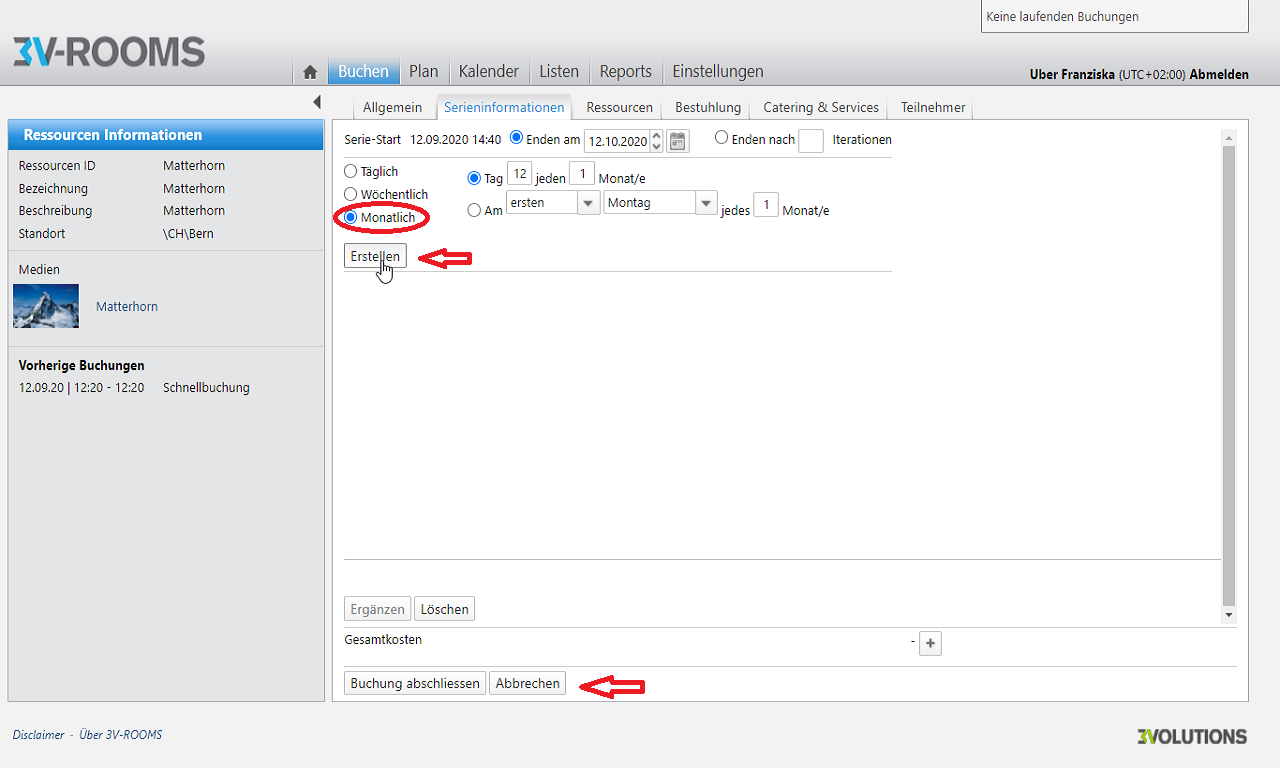 Keine laufenden Buchungen
3V-ROOMS
Buchen Plan Kalender Listen Reports Einstellungen
Uber Franziska (UTC+02:00) Abmelden
Allgemein Serieninformationen Ressourcen Bestuhlung Catering & Services Teilnehmer
Ressourcen Informationen
Ressourcen ID Matterhorn
Bezeichnung Matterhorn
Beschreibung Matterhorn
Standort \CH\Bern
Medien
Matterhorn
Vorherige Buchungen
12.09.20 | 12:20 - 12:20 Schnellbuchung
Serie-Start 12.09.2020 14:40 Enden am 12.10.2020 Enden nach Iterationen
Täglich
Wöchentlich
Monatlich
Tag 12 jeden 1 Monat/e
Am ersten Montag jedes 1 Monat/e
Erstellen
Ergänzen Löschen
Gesamtkosten - +
Buchung abschliessen Abbrechen
Disclaimer - Über 3V-ROOMS
3VOLUTIONS